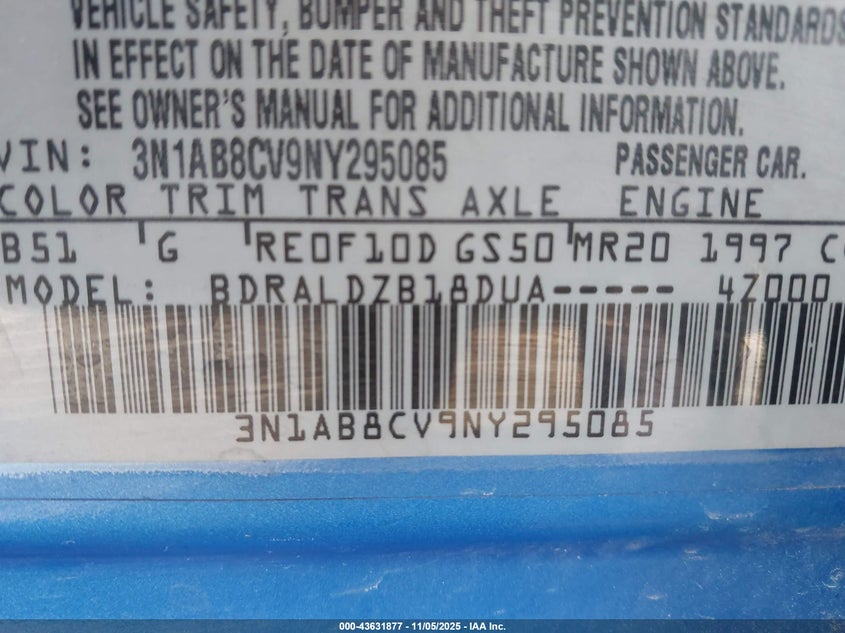 VEHICLE SAFETY, BUMPER AND THEFT PREVENTION STANDARDS
IN EFFECT ON THE DATE OF MANUFACTURE SHOWN ABOVE.
SEE OWNER'S MANUAL FOR ADDITIONAL INFORMATION.
VIN: 3N1AB8CV9NY295085 PASSENGER CAR.
COLOR TRIM TRANS AXLE ENGINE
B51 'G 'RE0F10D GS50'MR20 1997 C
MODEL: BDRALDZB18DUA----- 4Z000
3N1AB8CV9NY295085
000-43631877 - 11/05/2025 - IAA Inc.